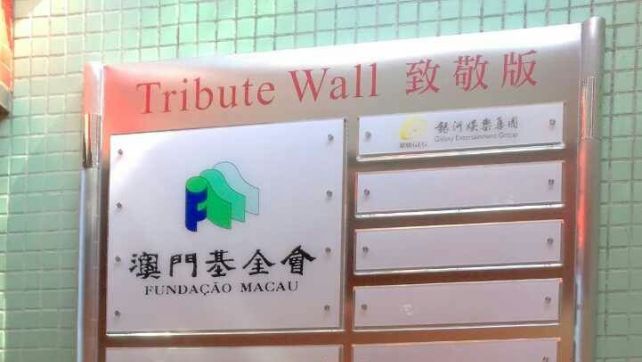 Tribute Wall 致敬版
澳門基金會
FUNDAÇÃO MACAU
銀河娛樂集團
Galaxy Entertainment Group